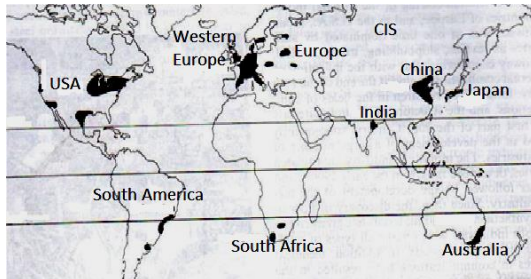 CIS
Western
Europe
Europe
USA
China
Japan
India
South America
South Africa
Australia